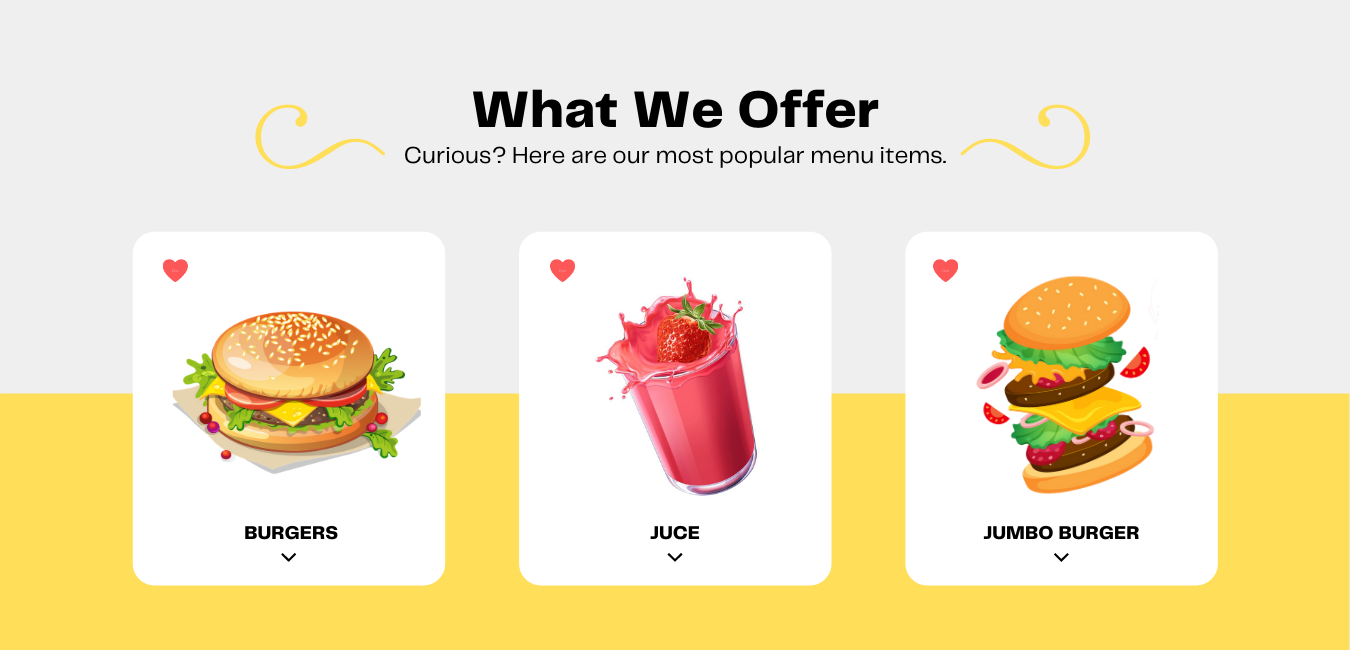 What We Offer
Curious? Here are our most popular menu items.
BURGERS
JUCE
JUMBO BURGER